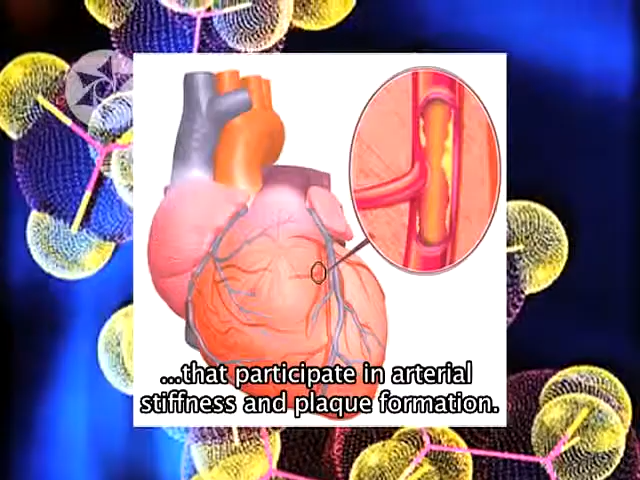 ...that participate in arterial
stiffness and plaque formation.